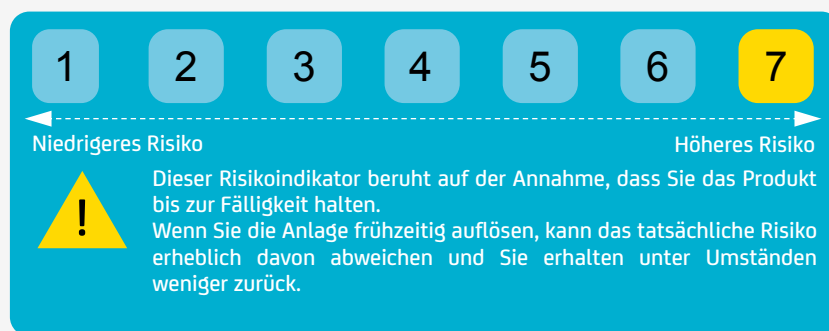 1 2 3 4 5 6 7
Niedrigeres Risiko Höheres Risiko
!
Dieser Risikoindikator beruht auf der Annahme, dass Sie das Produkt
bis zur Fälligkeit halten.
Wenn Sie die Anlage frühzeitig auflösen, kann das tatsächliche Risiko
erheblich davon abweichen und Sie erhalten unter Umständen
weniger zurück.